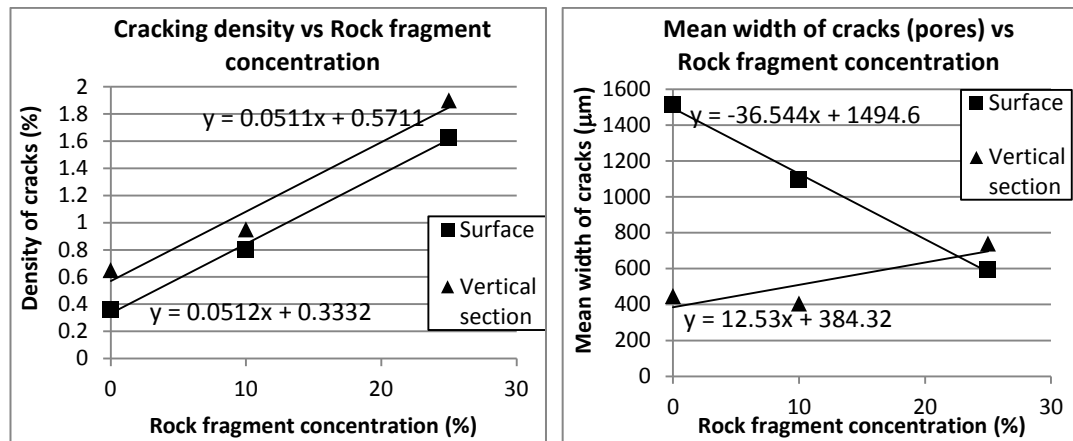 Cracking density vs Rock fragment
concentration
Density of cracks (%)
2
1.8
1.6
1.4
1.2
1
0.8
0.6
0.4
0.2
0
y = 0.0511x + 0.5711
y = 0.0512x + 0.3332
Surface
Vertical
section
0 10 20 30
Rock fragment concentration (%)
Mean width of cracks (pores) vs
Rock fragment concentration
Mean width of cracks (µm)
1600
1400
1200
1000
800
600
400
200
0
y = -36.544x + 1494.6
y = 12.53x + 384.32
Surface
Vertical
section
0 10 20 30
Rock fragment concentration (%)